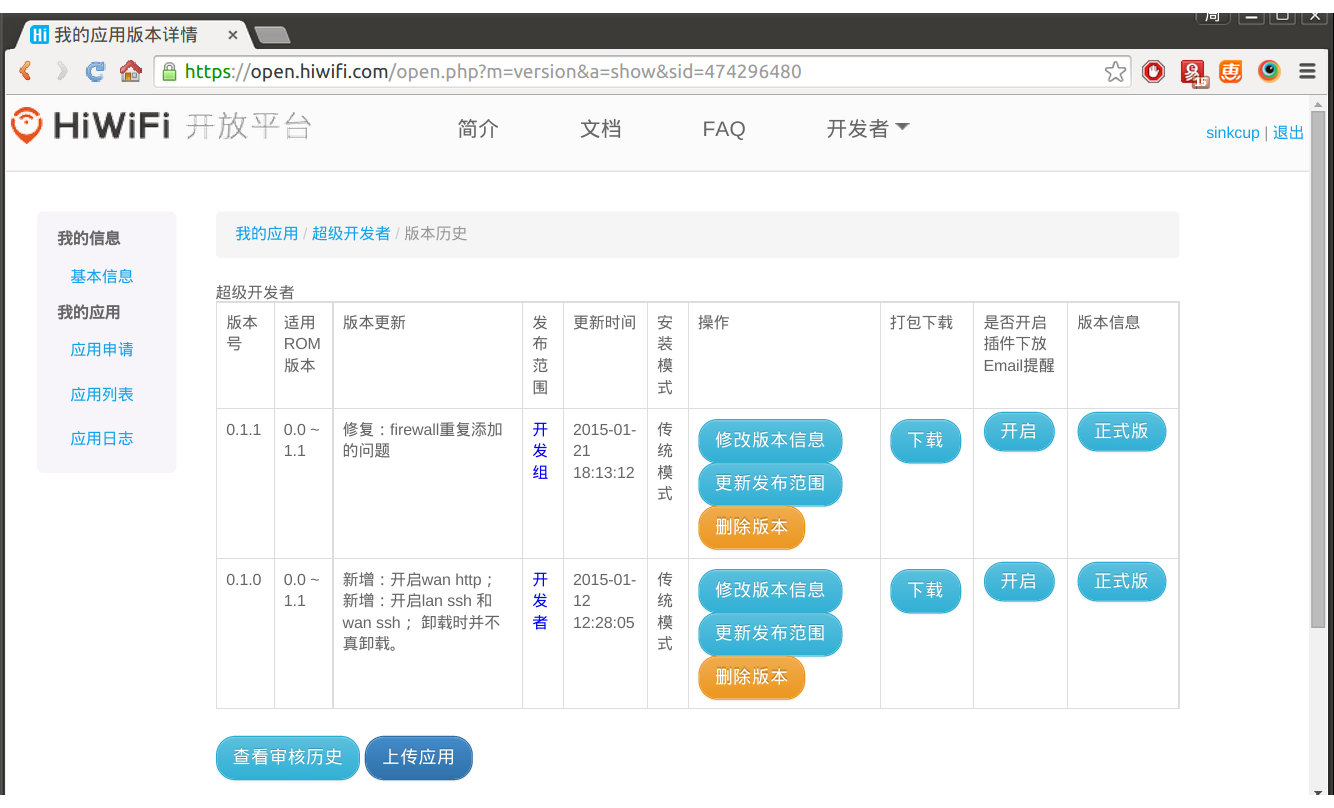 周
Hi 我的应用版本详情 ×
https://open.hiwifi.com/open.php?m=version&a=show&sid=474296480
易 15 惠
HiWiFi 开放平台
简介 文档 FAQ 开发者
sinkcup | 退出
我的信息
基本信息
我的应用
应用申请
应用列表
应用日志
我的应用 / 超级开发者 / 版本历史
超级开发者
版本
号
适用
ROM
版本
版本更新
发
布
范
围
更新时间
安
装
模
式
操作
打包下载
是否开启
插件下放
Email提醒
版本信息
0.1.1
0.0 ~
1.1
修复：firewall重复添加
的问题
开
发
组
2015-01-
21
18:13:12
传
统
模
式
修改版本信息
更新发布范围
删除版本
下载
开启
正式版
0.1.0
0.0 ~
1.1
新增：开启wan http；
新增：开启lan ssh 和
wan ssh； 卸载时并不
真卸载。
开
发
者
2015-01-
12
12:28:05
传
统
模
式
修改版本信息
更新发布范围
删除版本
下载
开启
正式版
查看审核历史 上传应用